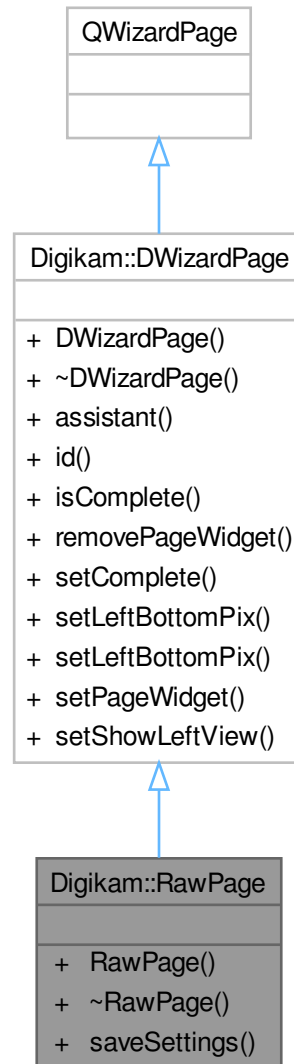 QWizardPage
Digikam::DWizardPage
+ DWizardPage()
+ ~DWizardPage()
+ assistant()
+ id()
+ isComplete()
+ removePageWidget()
+ setComplete()
+ setLeftBottomPix()
+ setLeftBottomPix()
+ setPageWidget()
+ setShowLeftView()
Digikam::RawPage
+ RawPage()
+ ~RawPage()
+ saveSettings()